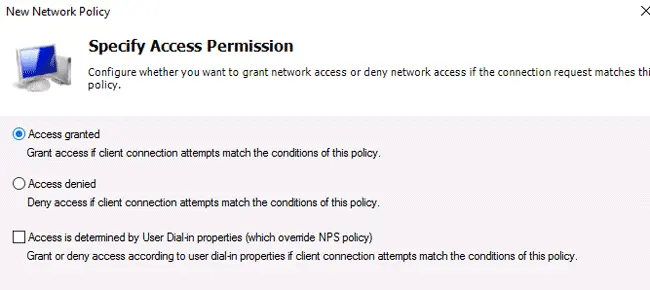 New Network Policy
Specify Access Permission
Configure whether you want to grant network access or deny network access if the connection request matches thi
policy.
Access granted
Grant access if client connection attempts match the conditions of this policy.
Access denied
Deny access if client connection attempts match the conditions of this policy.
Access is determined by User Dial-in properties (which override NPS policy)
Grant or deny access according to user dial-in properties if client connection attempts match the conditions of this policy.